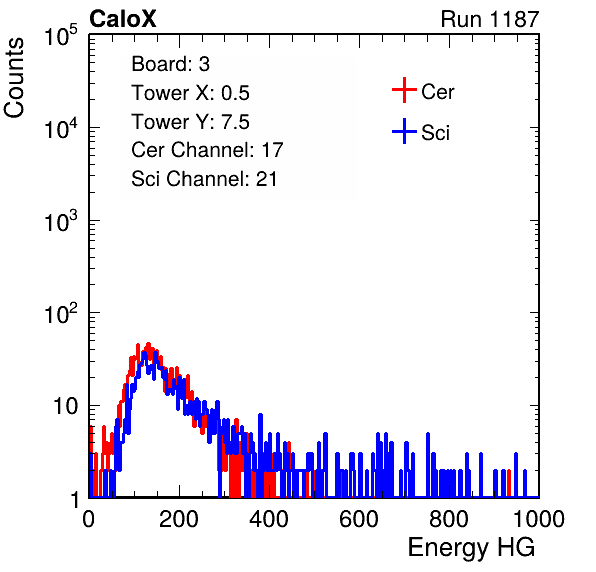 CaloX Run 1187
Counts
10^5
10^4
10^3
10^2
10
1
Board: 3
Tower X: 0.5
Tower Y: 7.5
Cer Channel: 17
Sci Channel: 21
Cer
Sci
0 200 400 600 800 1000
Energy HG